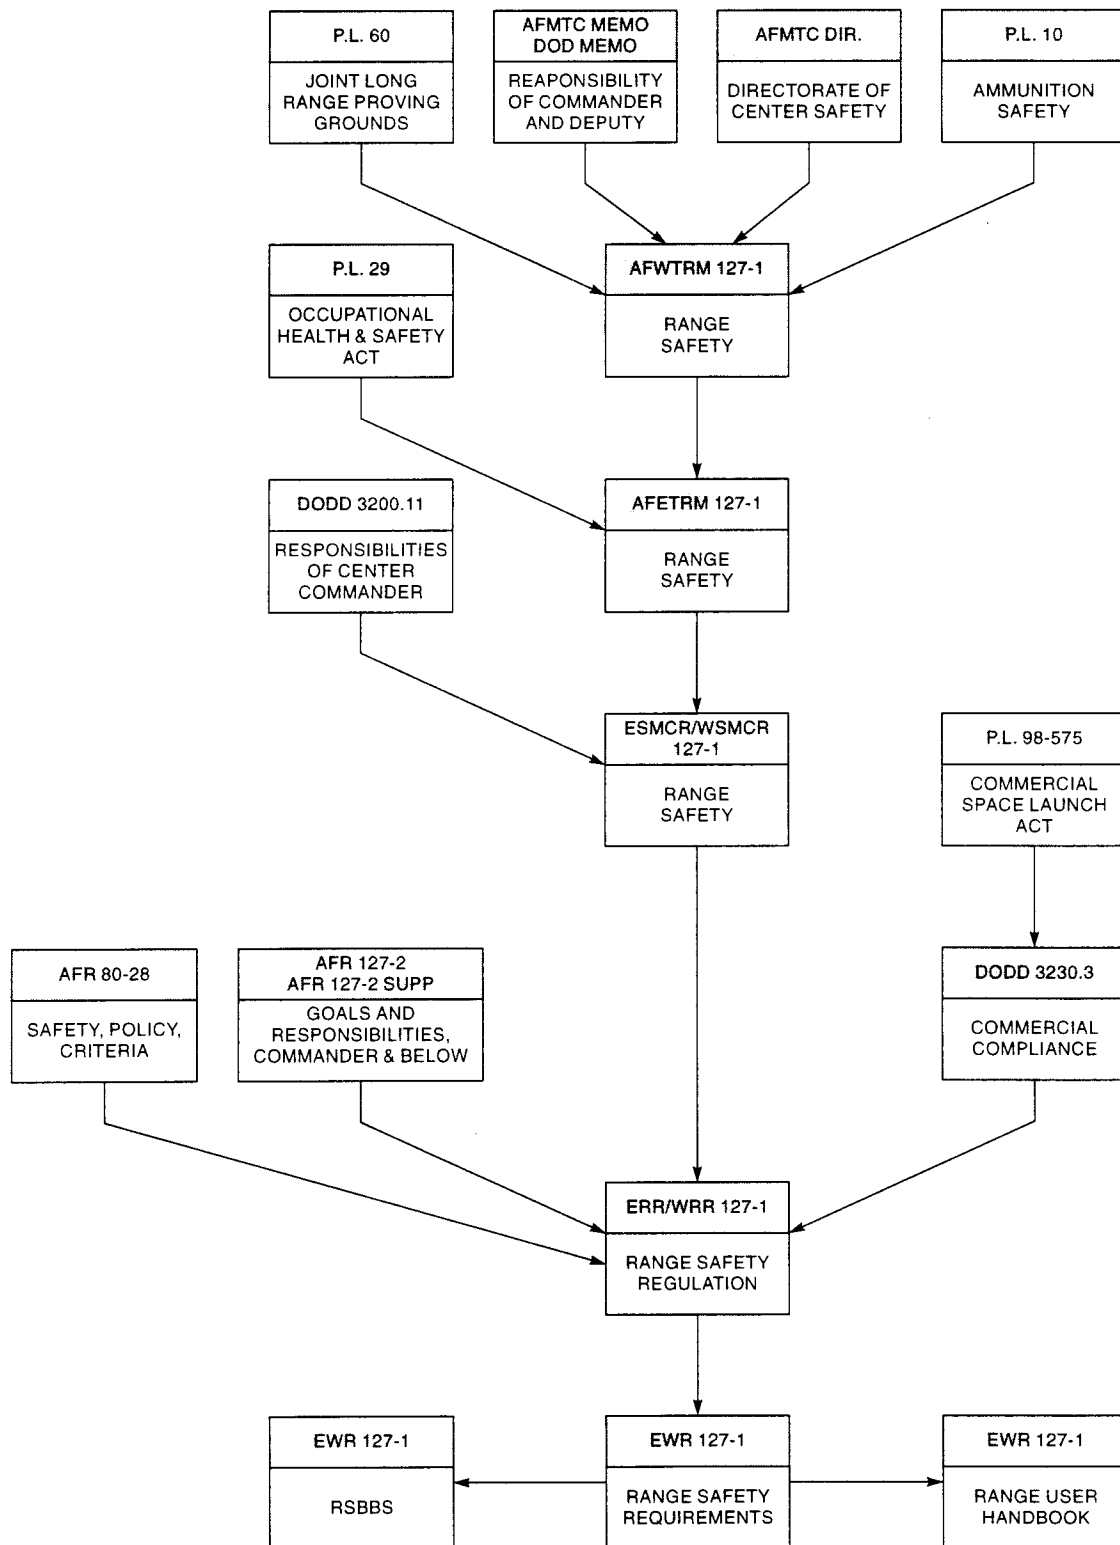 P.L. 60
JOINT LONG
RANGE PROVING
GROUNDS
AFMTC MEMO
DOD MEMO
REAPONSIBILITY
OF COMMANDER
AND DEPUTY
AFMTC DIR.
DIRECTORATE OF
CENTER SAFETY
P.L. 10
AMMUNITION
SAFETY
P.L. 29
OCCUPATIONAL
HEALTH & SAFETY
ACT
AFWTRM 127-1
RANGE
SAFETY
DODD 3200.11
RESPONSIBILITIES
OF CENTER
COMMANDER
AFETRM 127-1
RANGE
SAFETY
ESMCR/WSMCR
127-1
RANGE
SAFETY
P.L. 98-575
COMMERCIAL
SPACE LAUNCH
ACT
AFR 80-28
SAFETY, POLICY,
CRITERIA
AFR 127-2
AFR 127-2 SUPP
GOALS AND
RESPONSIBILITIES,
COMMANDER & BELOW
DODD 3230.3
COMMERCIAL
COMPLIANCE
ERR/WRR 127-1
RANGE SAFETY
REGULATION
EWR 127-1
RSBBS
EWR 127-1
RANGE SAFETY
REQUIREMENTS
EWR 127-1
RANGE USER
HANDBOOK